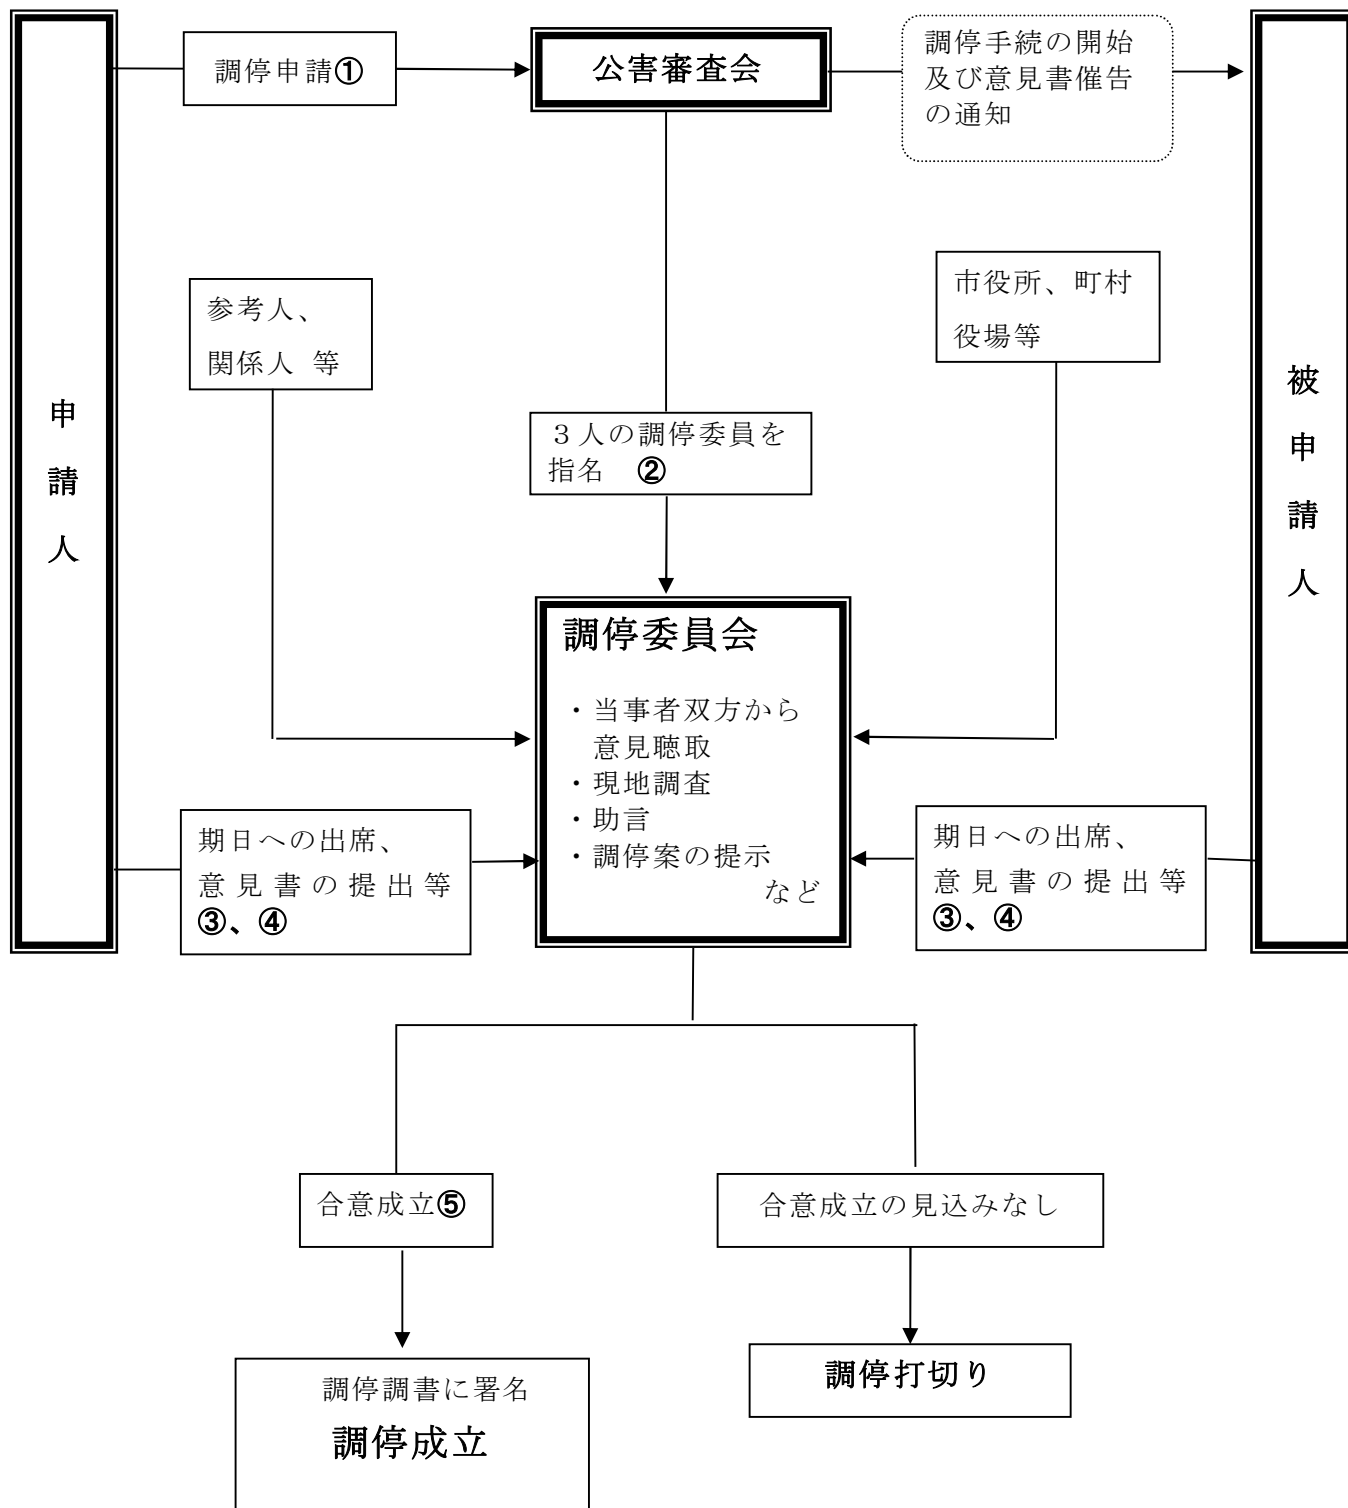 調停申請①
公害審査会
調停手続の開始
及び意見書催告
の通知
申請人
被申請人
参考人、
関係人 等
市役所、町村
役場等
３人の調停委員を
指名 ②
調停委員会
・当事者双方から
意見聴取
・現地調査
・助言
・調停案の提示
など
期日への出席、
意見書の提出等
③、④
期日への出席、
意見書の提出等
③、④
合意成立⑤
合意成立の見込みなし
調停調書に署名
調停成立
調停打切り